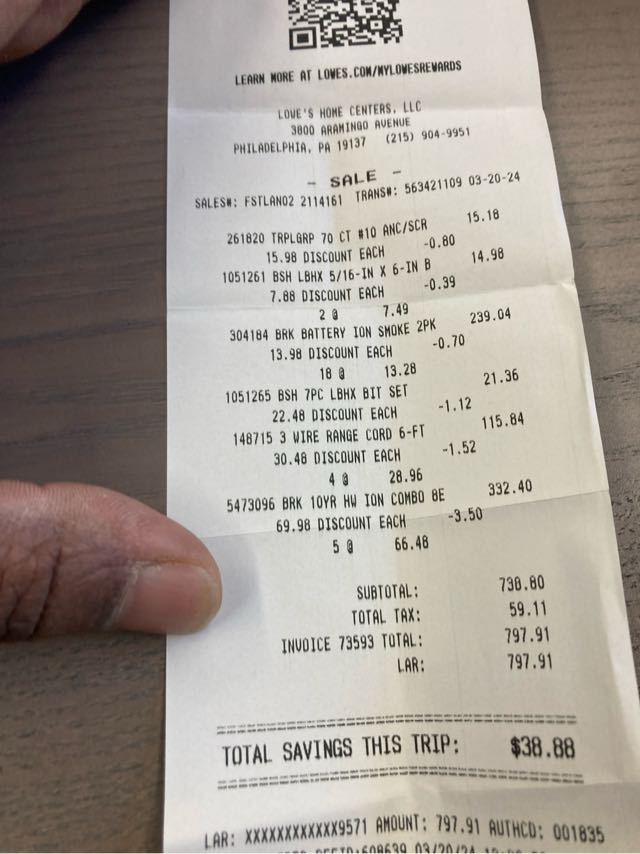 LEARN MORE AT LOWES.COM/MYLOWESREWARDS
LOWE'S HOME CENTERS, LLC
3800 ARAMINGO AVENUE
PHILADELPHIA, PA 19137 (215) 904-9951
- SALE -
SALES#: FSTLAN02 2114161 TRANS#: 563421109 03-20-24
261820 TRPLGRP 70 CT #10 ANC/SCR 15.18
15.98 DISCOUNT EACH -0.80
1051261 BSH LBHX 5/16-IN X 6-IN B 14.98
7.88 DISCOUNT EACH -0.39
2 @ 7.49
304184 BRK BATTERY ION SMOKE 2PK 239.04
13.98 DISCOUNT EACH -0.70
18 @ 13.28
1051265 BSH 7PC LBHX BIT SET 21.36
22.48 DISCOUNT EACH -1.12
148715 3 WIRE RANGE CORD 6-FT 115.84
30.48 DISCOUNT EACH -1.52
4 @ 28.96
5473096 BRK 10YR HW ION COMBO BE 332.40
69.98 DISCOUNT EACH -3.50
5 @ 66.48
SUBTOTAL: 738.80
TOTAL TAX: 59.11
INVOICE 73593 TOTAL: 797.91
LAR: 797.91
TOTAL SAVINGS THIS TRIP: $38.88
LAR: XXXXXXXXXXXX9571 AMOUNT: 797.91 AUTHCD: 001835